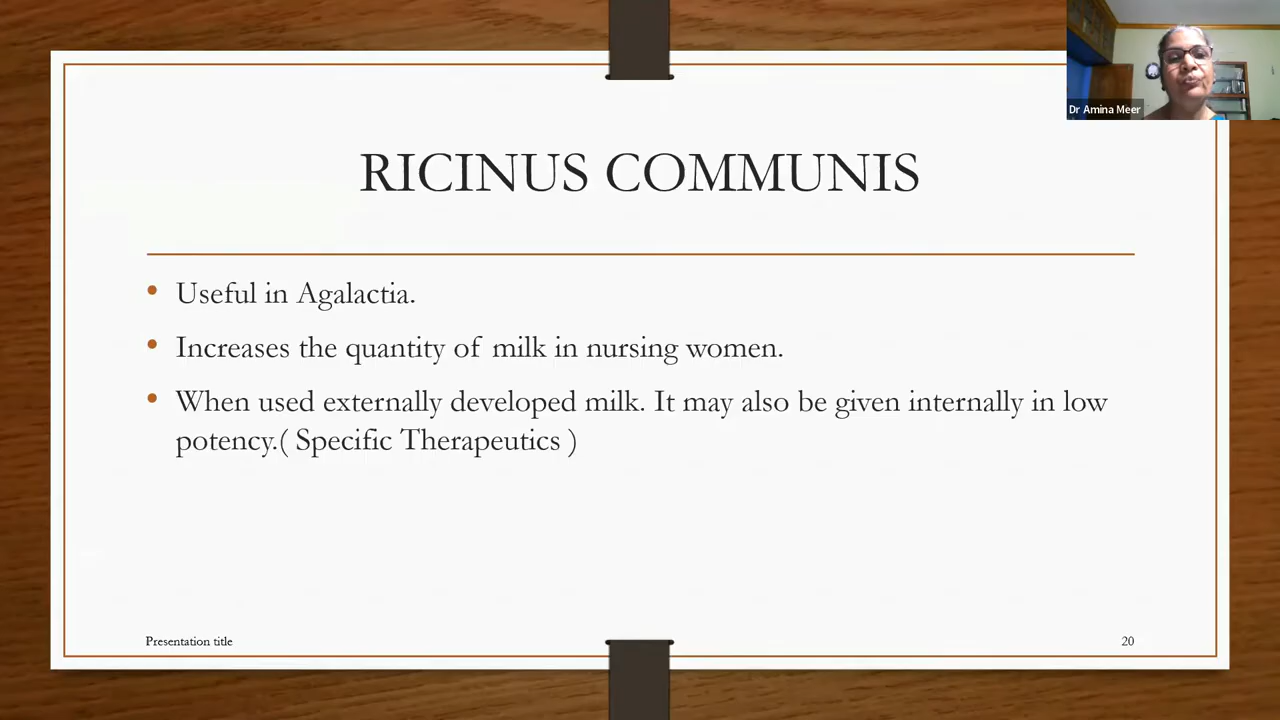 Dr Amina Meer
RICINUS COMMUNIS
• Useful in Agalactia.
• Increases the quantity of milk in nursing women.
• When used externally developed milk. It may also be given internally in low
potency.( Specific Therapeutics )
Presentation title
20